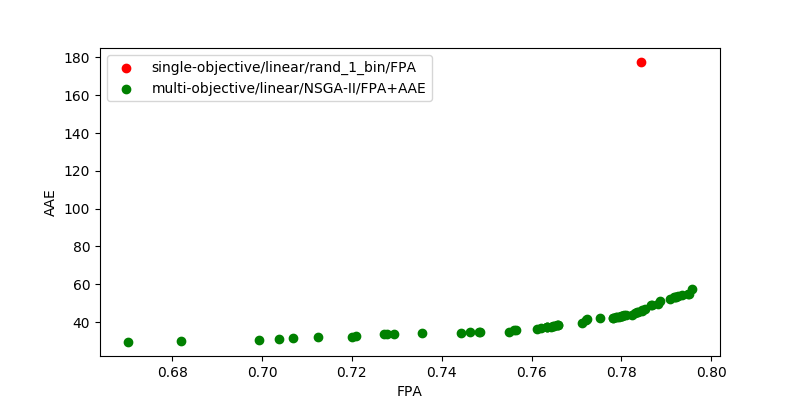 single-objective/linear/rand_1_bin/FPA
multi-objective/linear/NSGA-II/FPA+AAE
180
160
140
120
100
80
60
40
AAE
0.68 0.70 0.72 0.74 0.76 0.78 0.80
FPA